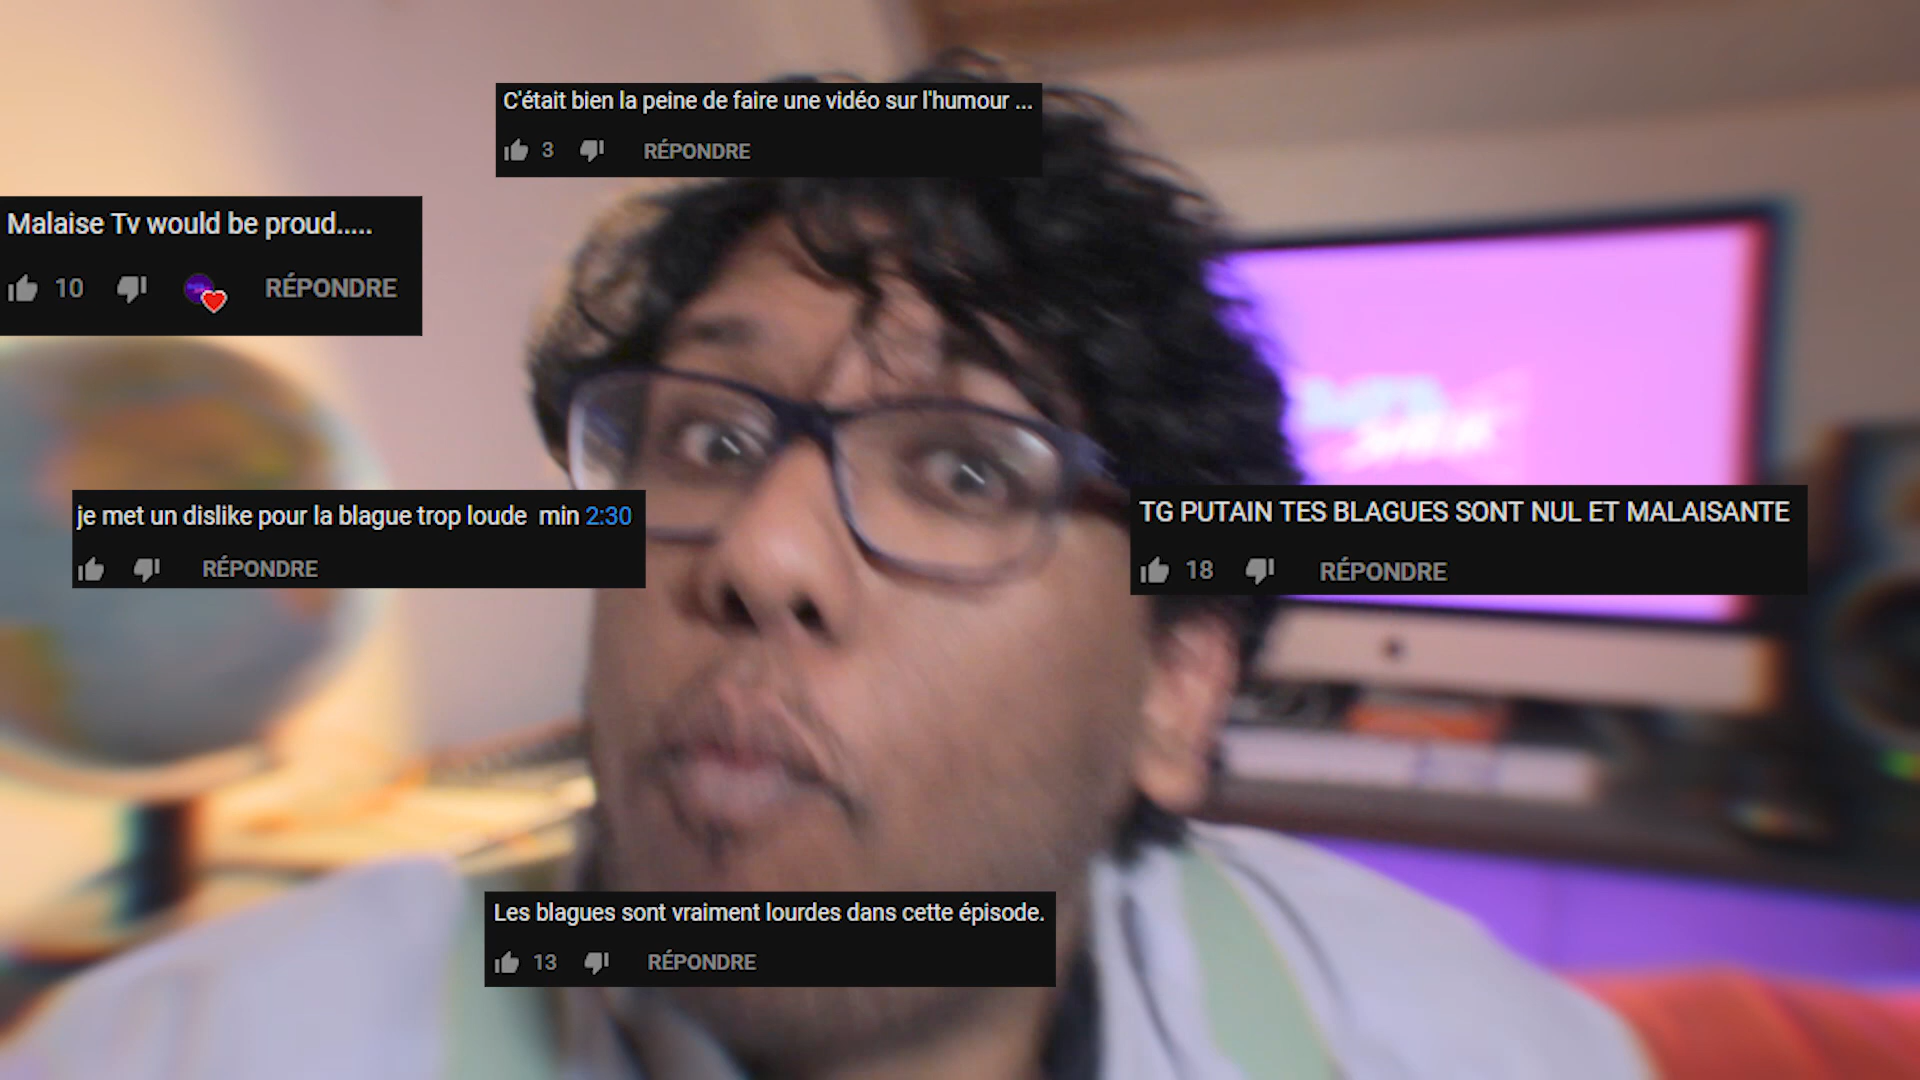 C'était bien la peine de faire une vidéo sur l'humour ...
3 RÉPONDRE
Malaise Tv would be proud.....
10 RÉPONDRE
je met un dislike pour la blague trop loude  min 2:30
RÉPONDRE
TG PUTAIN TES BLAGUES SONT NUL ET MALAISANTE
18 RÉPONDRE
Les blagues sont vraiment lourdes dans cette épisode.
13 RÉPONDRE